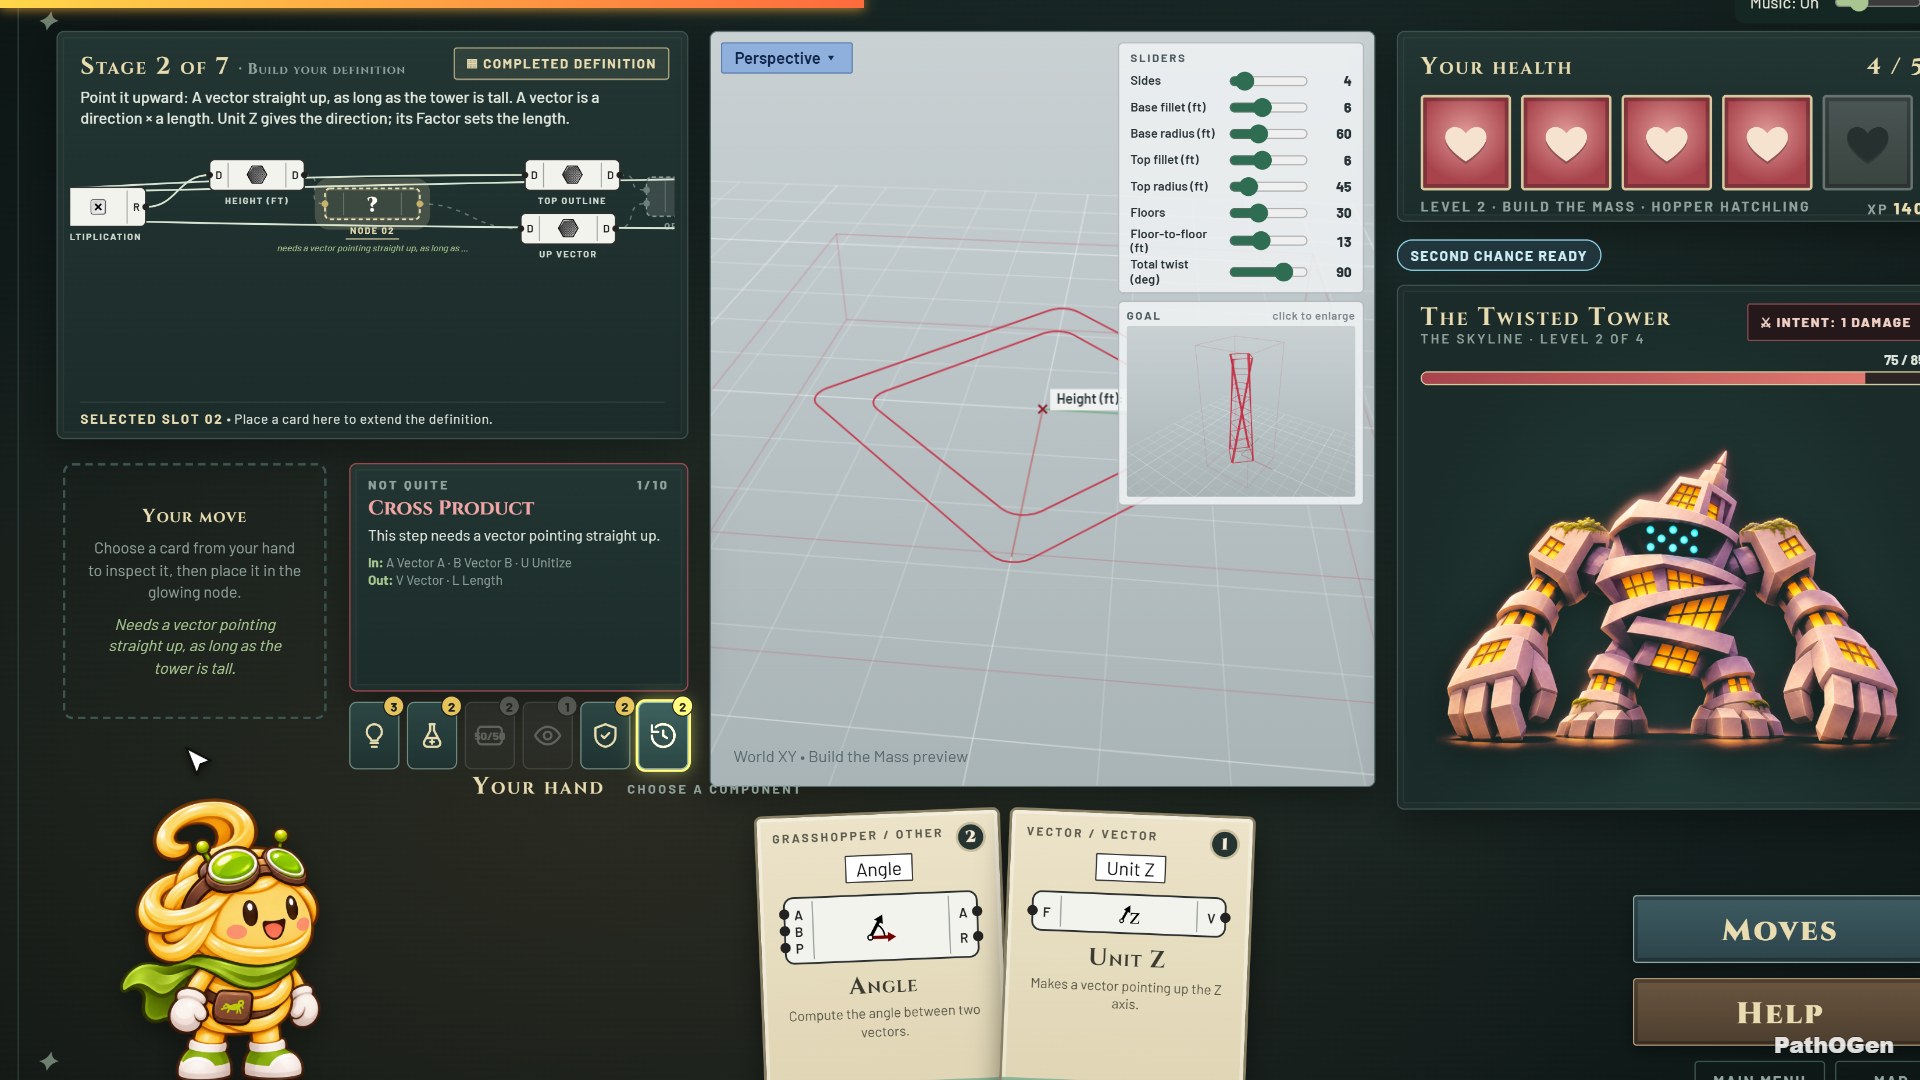 Music: On
STAGE 2 OF 7 · BUILD YOUR DEFINITION
COMPLETED DEFINITION
Point it upward: A vector straight up, as long as the tower is tall. A vector is a
direction × a length. Unit Z gives the direction; its Factor sets the length.
R
LTIPLICATION
D D
HEIGHT (FT)
?
NODE 02
needs a vector pointing straight up, as long as ...
D D
TOP OUTLINE
D D
UP VECTOR
SELECTED SLOT 02 • Place a card here to extend the definition.
YOUR MOVE
Choose a card from your hand
to inspect it, then place it in the
glowing node.
Needs a vector pointing
straight up, as long as the
tower is tall.
NOT QUITE 1/10
CROSS PRODUCT
This step needs a vector pointing straight up.
In: A Vector A · B Vector B · U Unitize
Out: V Vector · L Length
3
2
2
50/50
1
2
2
YOUR HAND CHOOSE A COMPONENT
Perspective
Height (ft)
World XY • Build the Mass preview
SLIDERS
Sides 4
Base fillet (ft) 6
Base radius (ft) 60
Top fillet (ft) 6
Top radius (ft) 45
Floors 30
Floor-to-floor
(ft) 13
Total twist
(deg) 90
GOAL click to enlarge
GRASSHOPPER / OTHER 2
Angle
A A
B
P R
ANGLE
Compute the angle between two
vectors.
VECTOR / VECTOR 1
Unit Z
F Z V
UNIT Z
Makes a vector pointing up the Z
axis.
YOUR HEALTH 4 / 5
LEVEL 2 · BUILD THE MASS · HOPPER HATCHLING XP 140
SECOND CHANCE READY
THE TWISTED TOWER
THE SKYLINE · LEVEL 2 OF 4
INTENT: 1 DAMAGE
75 / 85
MOVES
HELP
PathOGen
MAIN MENU
MAP